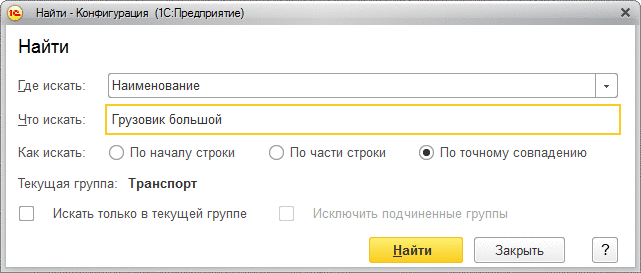 Найти - Конфигурация (1С:Предприятие)
Найти
Где искать: Наименование
Что искать: Грузовик большой
Как искать: По началу строки По части строки По точному совпадению
Текущая группа: Транспорт
Искать только в текущей группе Исключить подчиненные группы
Найти Закрыть ?